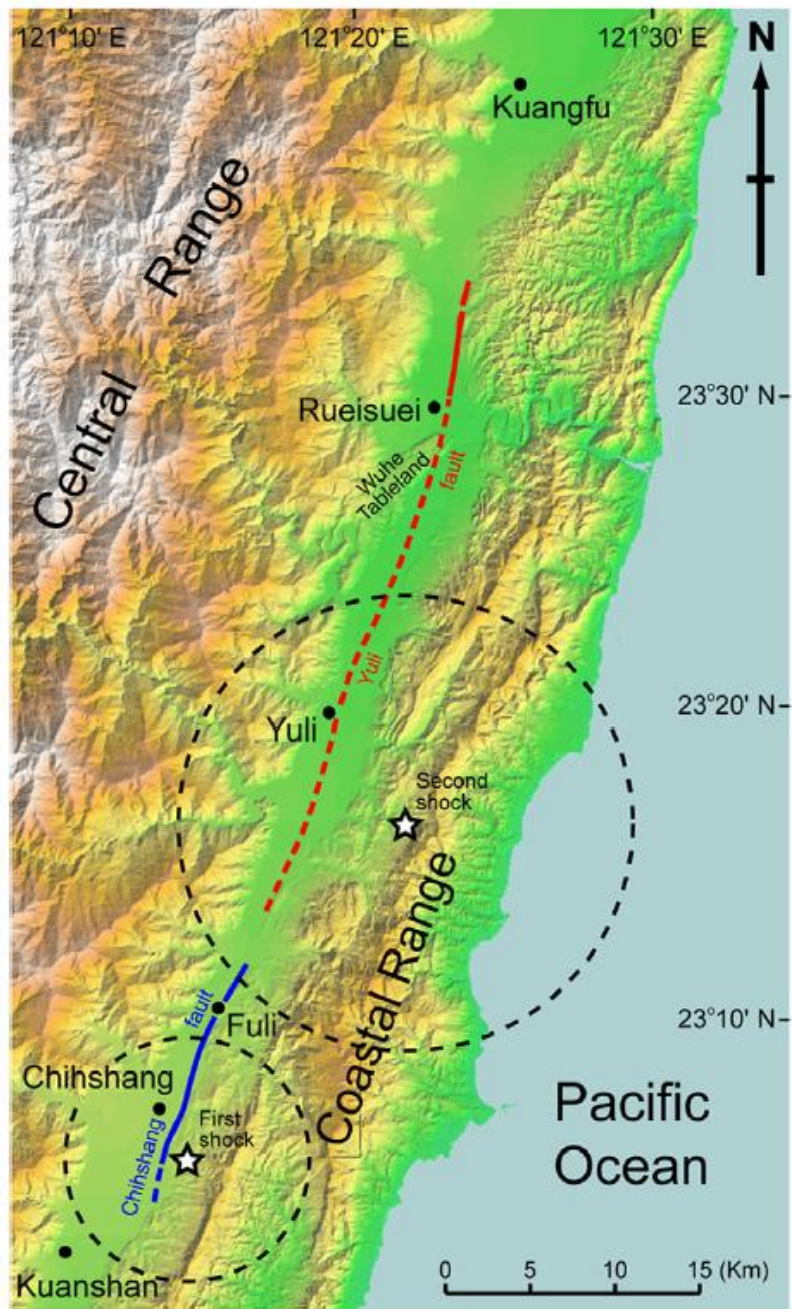 121°10' E
121°20' E
121°30' E
N
Kuangfu
Central Range
23°30' N
Rueisuei
Wuhe
Tableland
Yuli fault
23°20' N
Yuli
Second
shock
Coastal Range
23°10' N
Fuli
Chihshang
First
shock
Chihshang fault
Pacific
Ocean
Kuanshan
0 5 10 15 (Km)